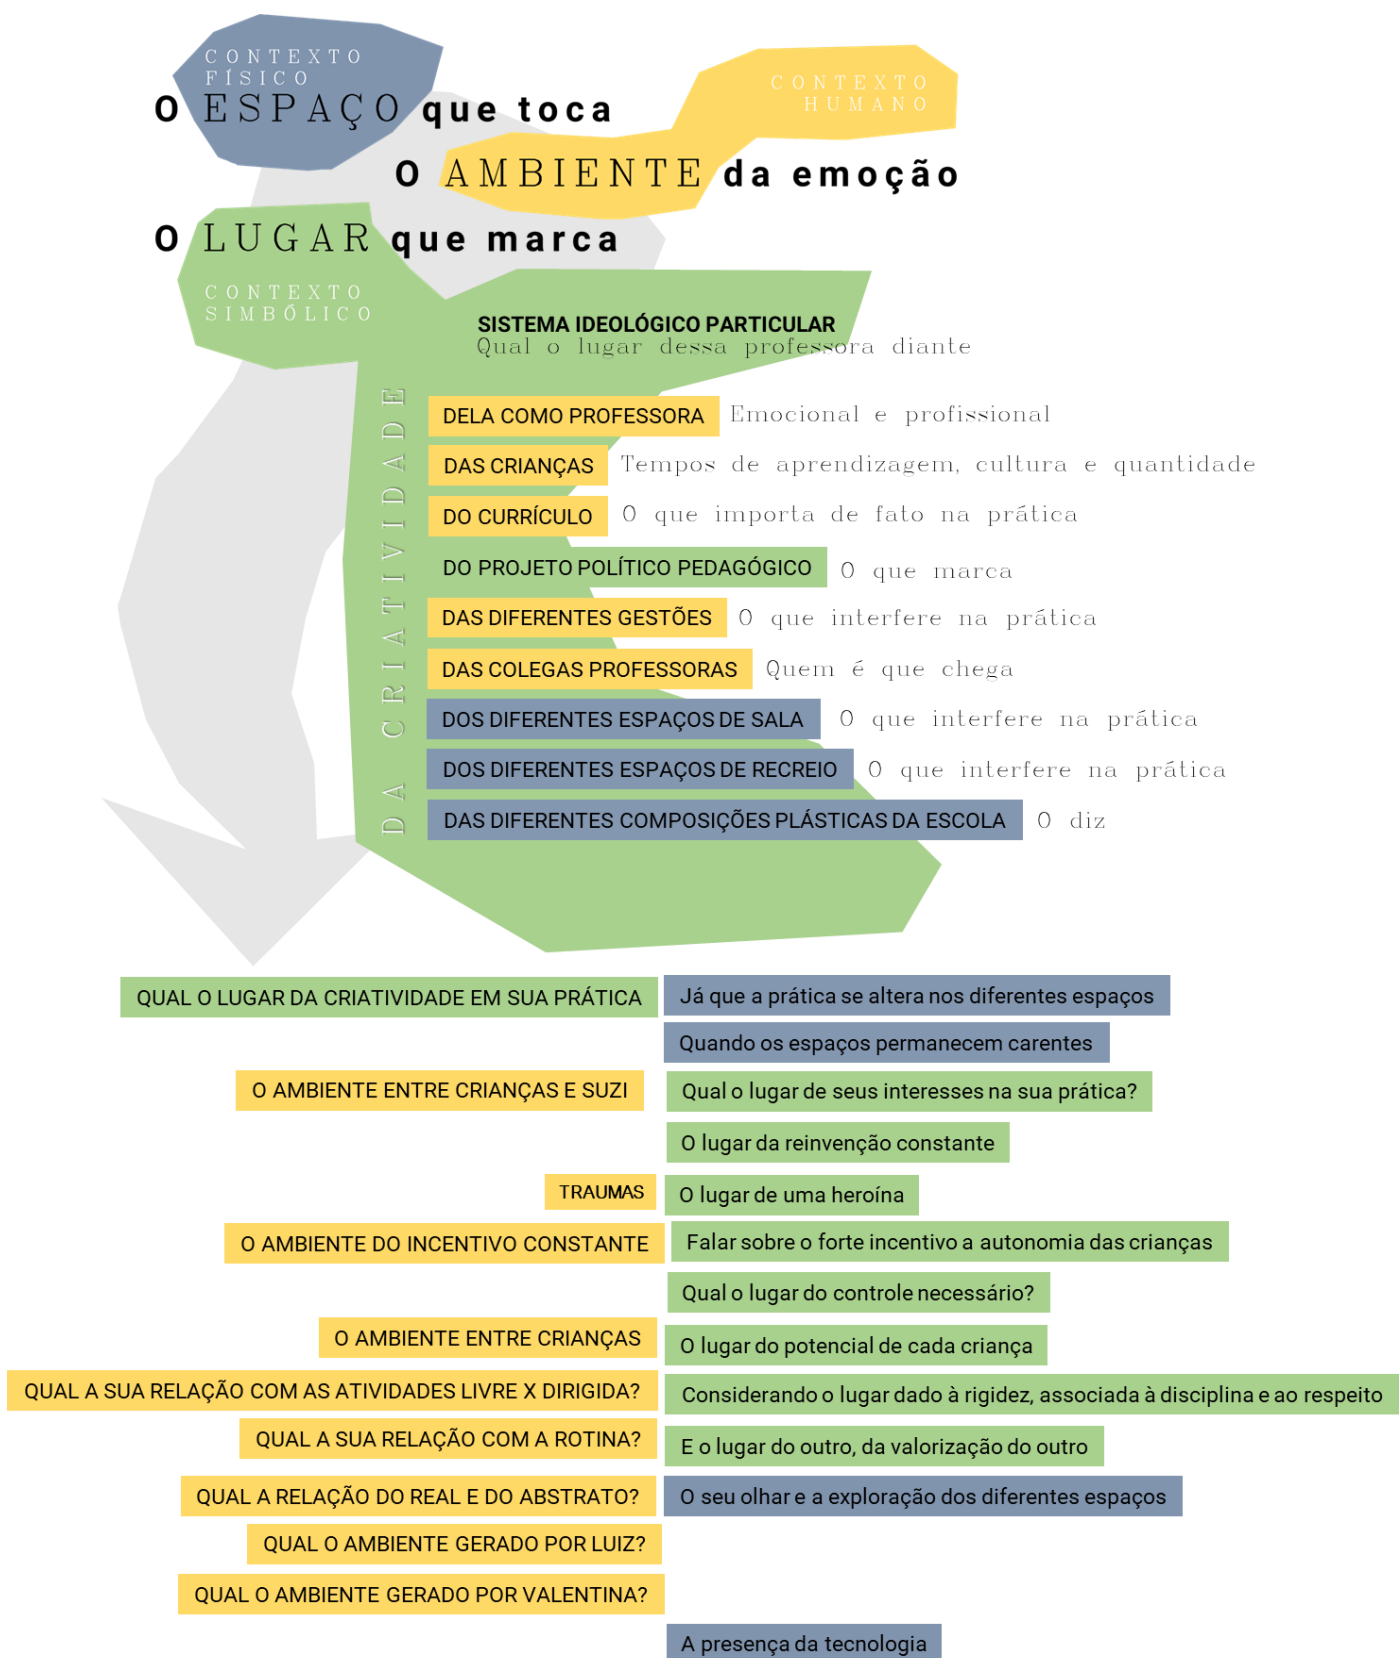 CONTEXTO
FÍSICO
O ESPAÇO que toca
CONTEXTO
HUMANO
O AMBIENTE da emoção
O LUGAR que marca
CONTEXTO
SIMBÓLICO
SISTEMA IDEOLÓGICO PARTICULAR
Qual o lugar dessa professora diante
DA CRIATIVIDADE
DELA COMO PROFESSORA Emocional e profissional
DAS CRIANÇAS Tempos de aprendizagem, cultura e quantidade
DO CURRÍCULO O que importa de fato na prática
DO PROJETO POLÍTICO PEDAGÓGICO O que marca
DAS DIFERENTES GESTÕES O que interfere na prática
DAS COLEGAS PROFESSORAS Quem é que chega
DOS DIFERENTES ESPAÇOS DE SALA O que interfere na prática
DOS DIFERENTES ESPAÇOS DE RECREIO O que interfere na prática
DAS DIFERENTES COMPOSIÇÕES PLÁSTICAS DA ESCOLA O diz
QUAL O LUGAR DA CRIATIVIDADE EM SUA PRÁTICA Já que a prática se altera nos diferentes espaços
Quando os espaços permanecem carentes
O AMBIENTE ENTRE CRIANÇAS E SUZI Qual o lugar de seus interesses na sua prática?
O lugar da reinvenção constante
TRAUMAS O lugar de uma heroína
O AMBIENTE DO INCENTIVO CONSTANTE Falar sobre o forte incentivo a autonomia das crianças
Qual o lugar do controle necessário?
O AMBIENTE ENTRE CRIANÇAS O lugar do potencial de cada criança
QUAL A SUA RELAÇÃO COM AS ATIVIDADES LIVRE X DIRIGIDA? Considerando o lugar dado à rigidez, associada à disciplina e ao respeito
QUAL A SUA RELAÇÃO COM A ROTINA? E o lugar do outro, da valorização do outro
QUAL A RELAÇÃO DO REAL E DO ABSTRATO? O seu olhar e a exploração dos diferentes espaços
QUAL O AMBIENTE GERADO POR LUIZ?
QUAL O AMBIENTE GERADO POR VALENTINA?
A presença da tecnologia